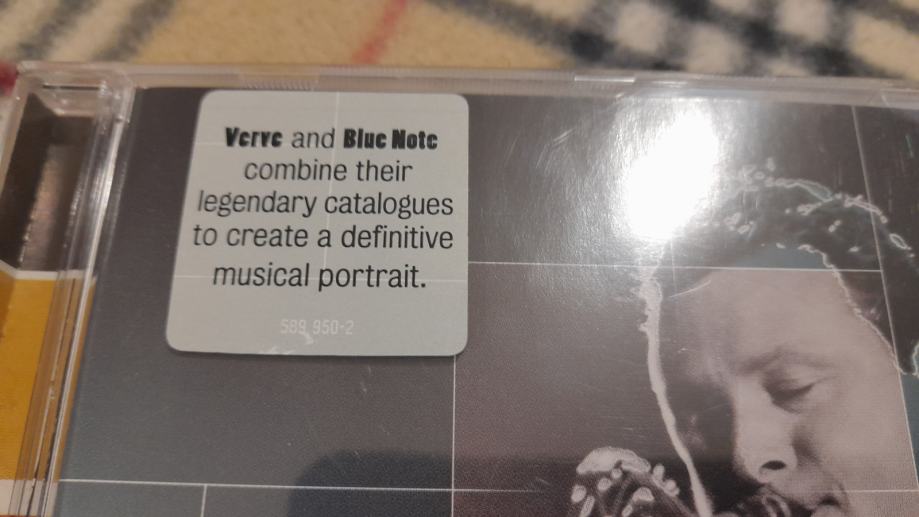 Verve and Blue Note
combine their
legendary catalogues
to create a definitive
musical portrait.
589 950-2